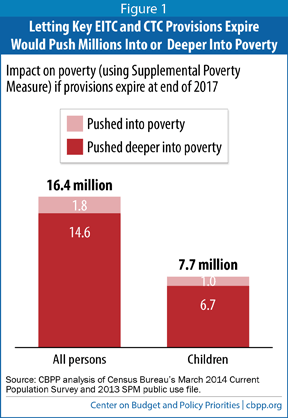 Figure 1
Letting Key EITC and CTC Provisions Expire
Would Push Millions Into or Deeper Into Poverty
Impact on poverty (using Supplemental Poverty
Measure) if provisions expire at end of 2017
Pushed into poverty
Pushed deeper into poverty
16.4 million
1.8
14.6
7.7 million
1.0
6.7
All persons
Children
Source: CBPP analysis of Census Bureau's March 2014 Current
Population Survey and 2013 SPM public use file.
Center on Budget and Policy Priorities | cbpp.org